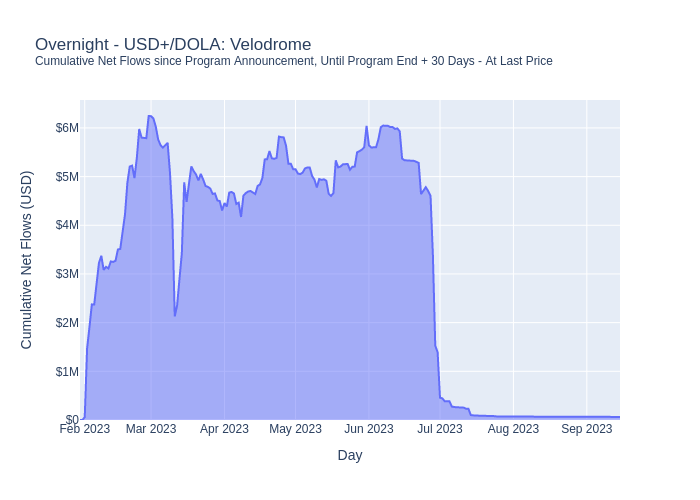 Overnight - USD+/DOLA: Velodrome
Cumulative Net Flows since Program Announcement, Until Program End + 30 Days - At Last Price
$6M
$5M
$4M
$3M
$2M
$1M
$0
Cumulative Net Flows (USD)
Feb 2023 Mar 2023 Apr 2023 May 2023 Jun 2023 Jul 2023 Aug 2023 Sep 2023
Day